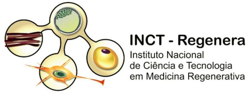 INCT - Regenera
Instituto Nacional
de Ciência e Tecnologia
em Medicina Regenerativa